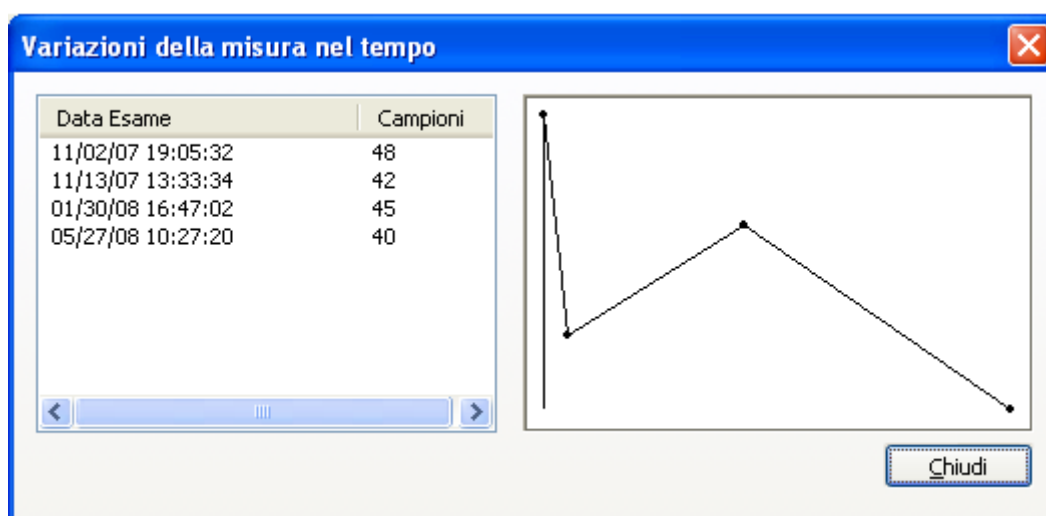 Variazioni della misura nel tempo
Data Esame Campioni
11/02/07 19:05:32 48
11/13/07 13:33:34 42
01/30/08 16:47:02 45
05/27/08 10:27:20 40
Chiudi